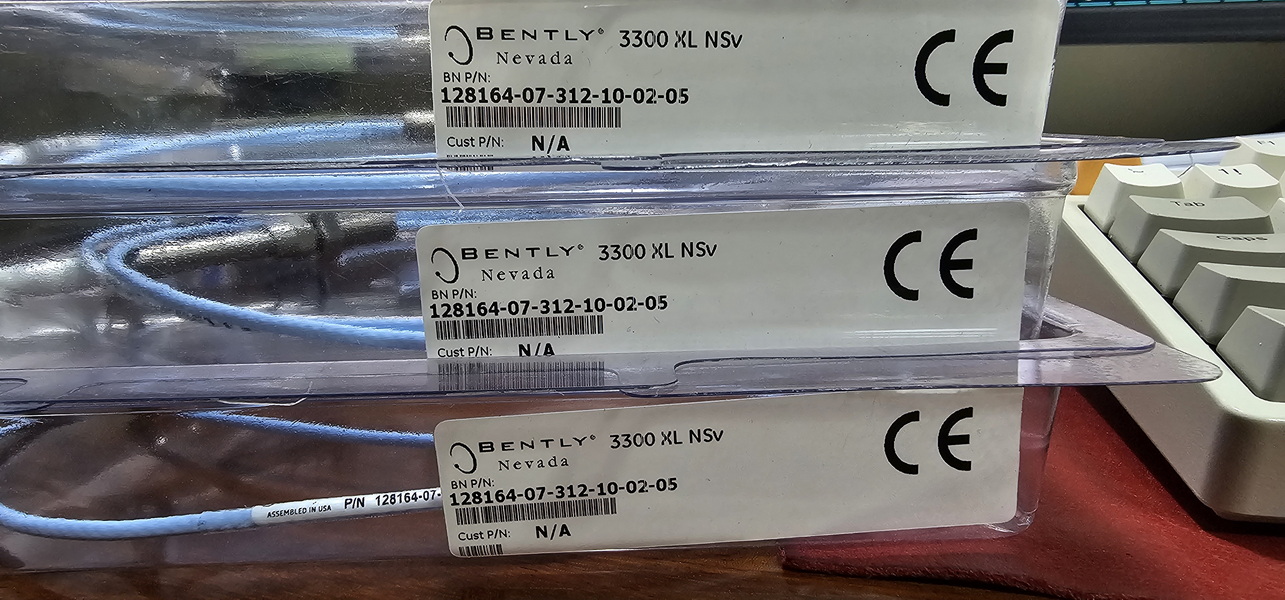 BENTLY® 3300 XL NSv
Nevada
BN P/N:
128164-07-312-10-02-05
Cust P/N: N/A
CE
BENTLY® 3300 XL NSv
Nevada
BN P/N:
128164-07-312-10-02-05
Cust P/N: N/A
CE
Tab
Caps
BENTLY® 3300 XL NSv
Nevada
BN P/N:
128164-07-312-10-02-05
Cust P/N: N/A
CE
ASSEMBLED IN USA P/N 128164-07-